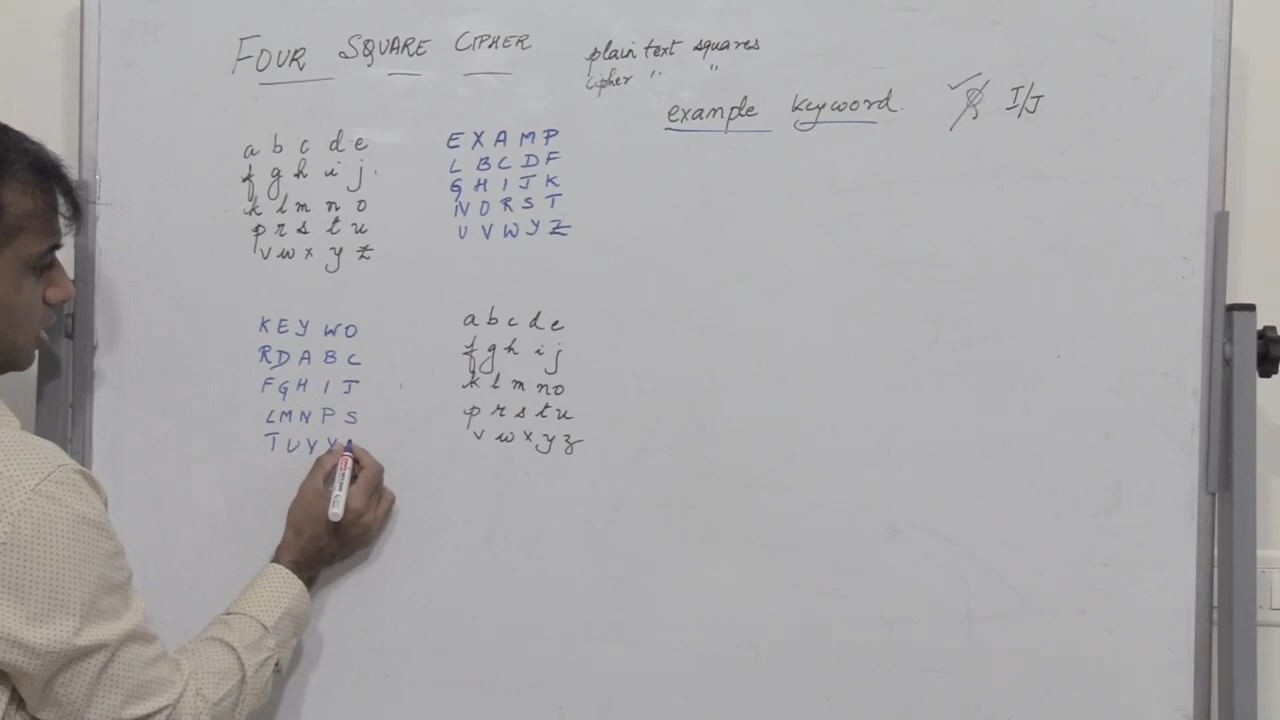 FOUR SQUARE CIPHER
plain text squares
cipher " "
example keyword. ✓ Q I/J
a b c d e
f g h i j
k l m n o
p r s t u
v w x y z
E X A M P
L B C D F
G H I J K
N O R S T
U V W Y Z
K E Y W O
R D A B C
F G H I J
L M N P S
T U V X
a b c d e
f g h i j
k l m n o
p r s t u
v w x y z